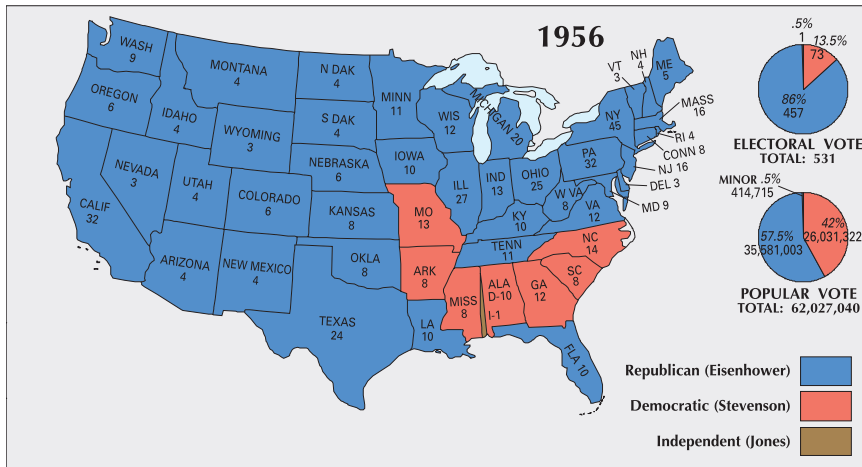 1956
WASH
9
OREGON
6
CALIF
32
IDAHO
4
NEVADA
3
UTAH
4
ARIZONA
4
MONTANA
4
WYOMING
3
COLORADO
6
NEW MEXICO
4
N DAK
4
S DAK
4
NEBRASKA
6
KANSAS
8
OKLA
8
TEXAS
24
MINN
11
IOWA
10
MO
13
ARK
8
LA
10
WIS
12
ILL
27
MICHIGAN 20
IND
13
OHIO
25
KY
10
TENN
11
MISS
8
ALA
D-10
I-1
GA
12
FLA 10
SC
8
NC
14
VA
12
W VA
8
PA
32
NY
45
VT
3
NH
4
ME
5
MASS
16
RI 4
CONN 8
NJ 16
DEL 3
MD 9
.5%
1
13.5%
73
86%
457
ELECTORAL VOTE
TOTAL: 531
MINOR .5%
414,715
42%
26,031,322
57.5%
35,581,003
POPULAR VOTE
TOTAL: 62,027,040
Republican (Eisenhower)
Democratic (Stevenson)
Independent (Jones)